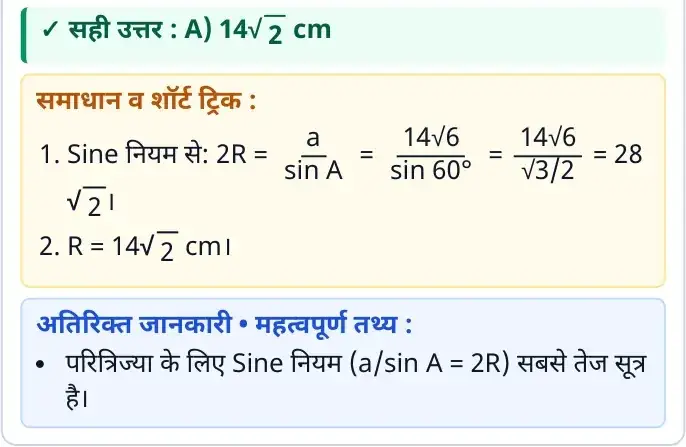 ✓ सही उत्तर : A) 14√2 cm
समाधान व शॉर्ट ट्रिक :
1. Sine नियम से: 2R = a/sin A = 14√6/sin 60° = 14√6/√3/2 = 28
√2।
2. R = 14√2 cm।
अतिरिक्त जानकारी • महत्वपूर्ण तथ्य :
• परित्रिज्या के लिए Sine नियम (a/sin A = 2R) सबसे तेज सूत्र
है।